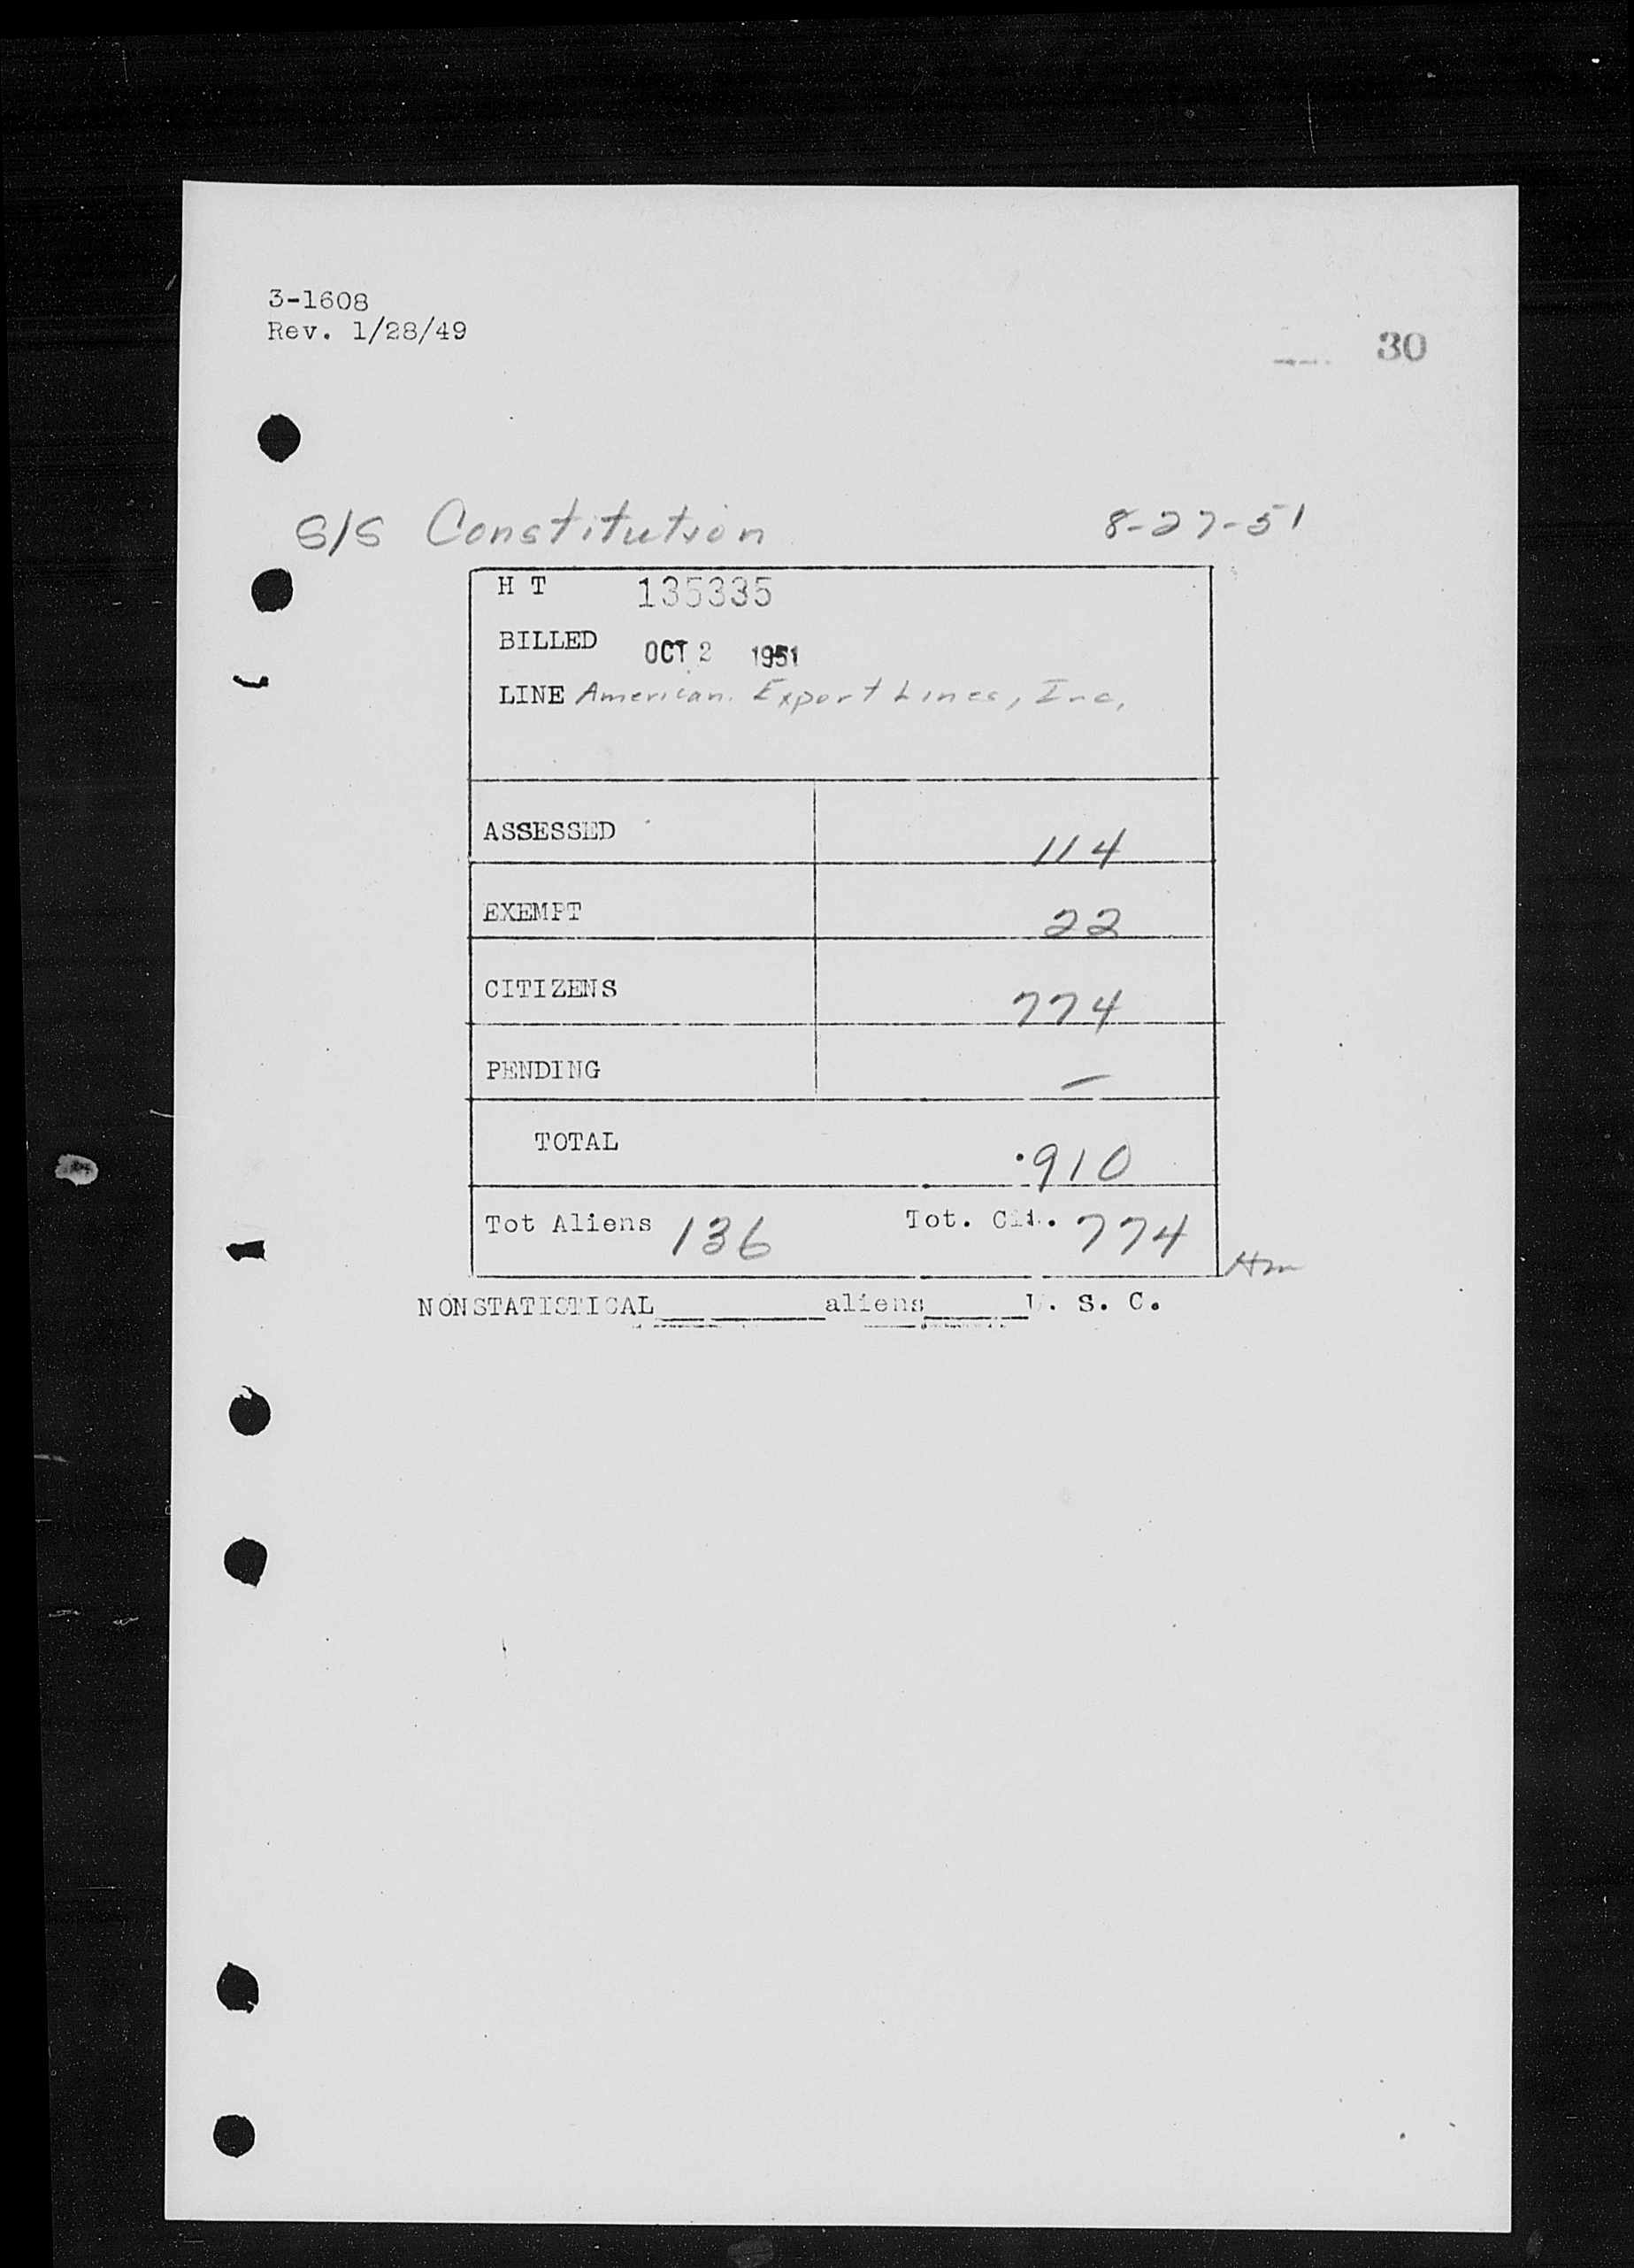 3-1608
Rev. 1/28/49
30
S/S Constitution 8-27-51
H T 135335
BILLED OCT 2 1951
LINE American Export Lines, Inc.
ASSESSED 114
EXEMPT 22
CITIZENS 774
PENDING —
TOTAL 910
Tot Aliens 136 Tot. Cit. 774
NONSTATISTICAL aliens U. S. C.